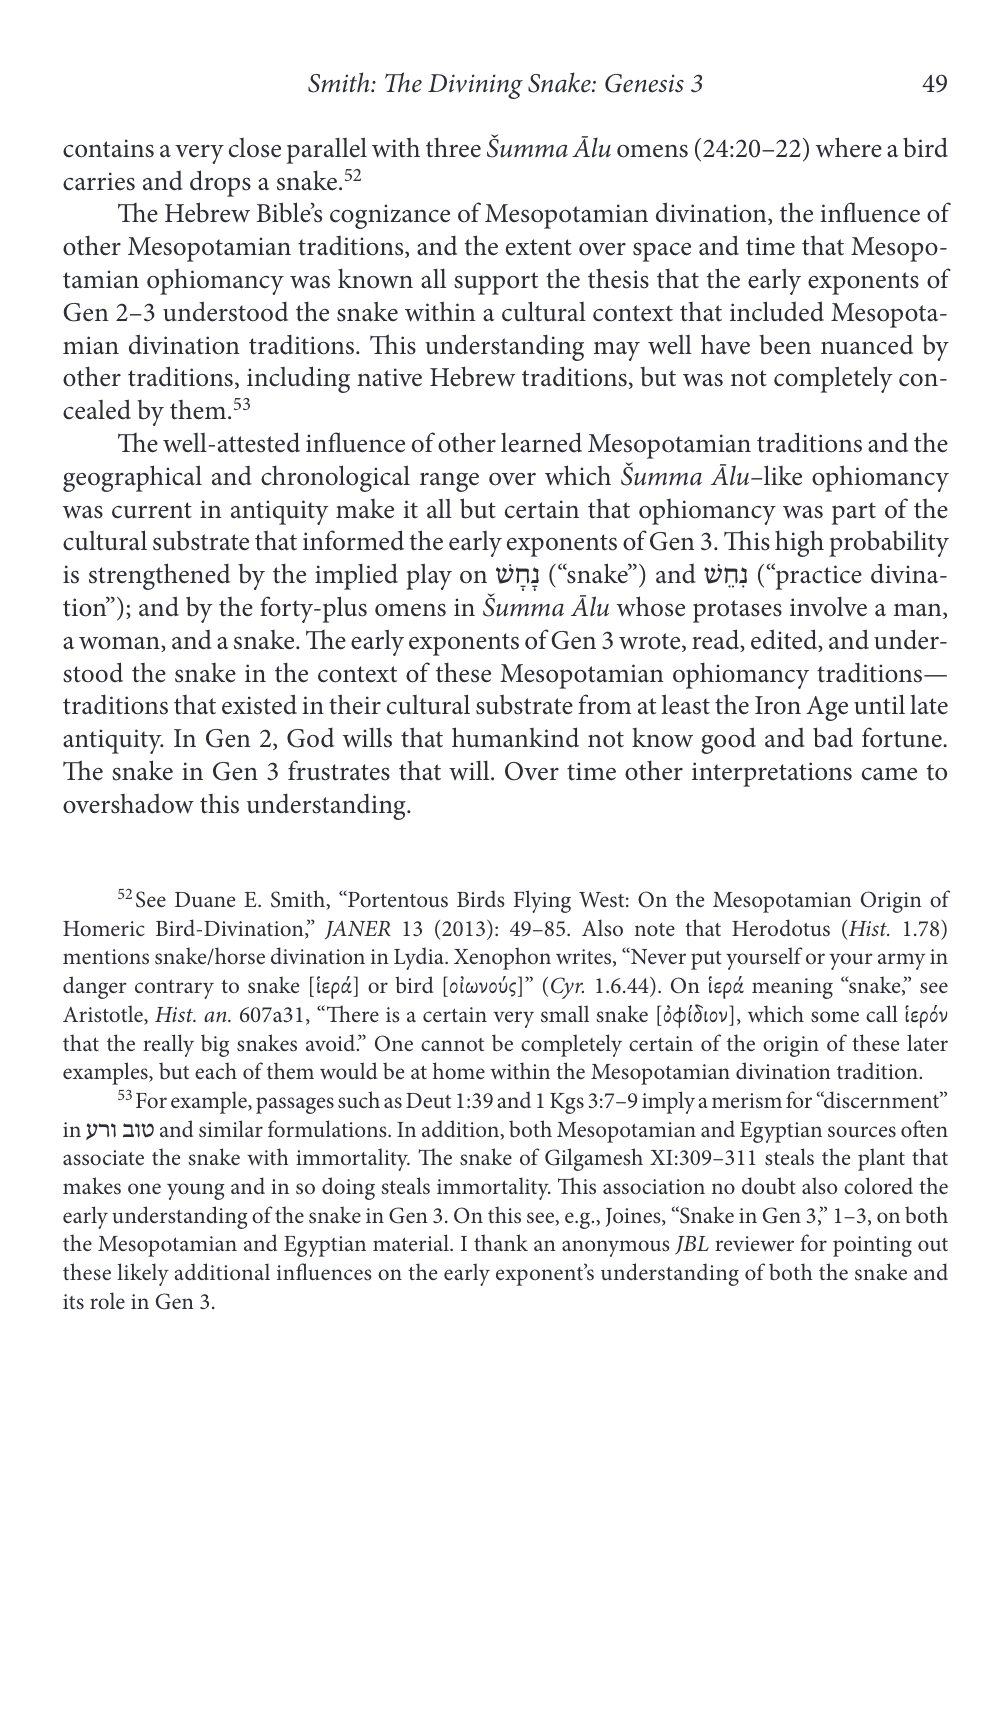 Smith: The Divining Snake: Genesis 3 49
contains a very close parallel with three Šumma Ālu omens (24:20–22) where a bird
carries and drops a snake.52
The Hebrew Bible’s cognizance of Mesopotamian divination, the influence of
other Mesopotamian traditions, and the extent over space and time that Mesopo-
tamian ophiomancy was known all support the thesis that the early exponents of
Gen 2–3 understood the snake within a cultural context that included Mesopota-
mian divination traditions. This understanding may well have been nuanced by
other traditions, including native Hebrew traditions, but was not completely con-
cealed by them.53
The well-attested influence of other learned Mesopotamian traditions and the
geographical and chronological range over which Šumma Ālu–like ophiomancy
was current in antiquity make it all but certain that ophiomancy was part of the
cultural substrate that informed the early exponents of Gen 3. This high probability
is strengthened by the implied play on נָחָשׁ (“snake”) and נִחֵשׁ (“practice divina-
tion”); and by the forty-plus omens in Šumma Ālu whose protases involve a man,
a woman, and a snake. The early exponents of Gen 3 wrote, read, edited, and under-
stood the snake in the context of these Mesopotamian ophiomancy traditions—
traditions that existed in their cultural substrate from at least the Iron Age until late
antiquity. In Gen 2, God wills that humankind not know good and bad fortune.
The snake in Gen 3 frustrates that will. Over time other interpretations came to
overshadow this understanding.
52 See Duane E. Smith, “Portentous Birds Flying West: On the Mesopotamian Origin of
Homeric Bird-Divination,” JANER 13 (2013): 49–85. Also note that Herodotus (Hist. 1.78)
mentions snake/horse divination in Lydia. Xenophon writes, “Never put yourself or your army in
danger contrary to snake [ἱερά] or bird [οἰωνούς]” (Cyr. 1.6.44). On ἱερά meaning “snake,” see
Aristotle, Hist. an. 607a31, “There is a certain very small snake [ὀφίδιον], which some call ἱερόν
that the really big snakes avoid.” One cannot be completely certain of the origin of these later
examples, but each of them would be at home within the Mesopotamian divination tradition.
53 For example, passages such as Deut 1:39 and 1 Kgs 3:7–9 imply a merism for “discernment”
in טוב ורע and similar formulations. In addition, both Mesopotamian and Egyptian sources often
associate the snake with immortality. The snake of Gilgamesh XI:309–311 steals the plant that
makes one young and in so doing steals immortality. This association no doubt also colored the
early understanding of the snake in Gen 3. On this see, e.g., Joines, “Snake in Gen 3,” 1–3, on both
the Mesopotamian and Egyptian material. I thank an anonymous JBL reviewer for pointing out
these likely additional influences on the early exponent’s understanding of both the snake and
its role in Gen 3.